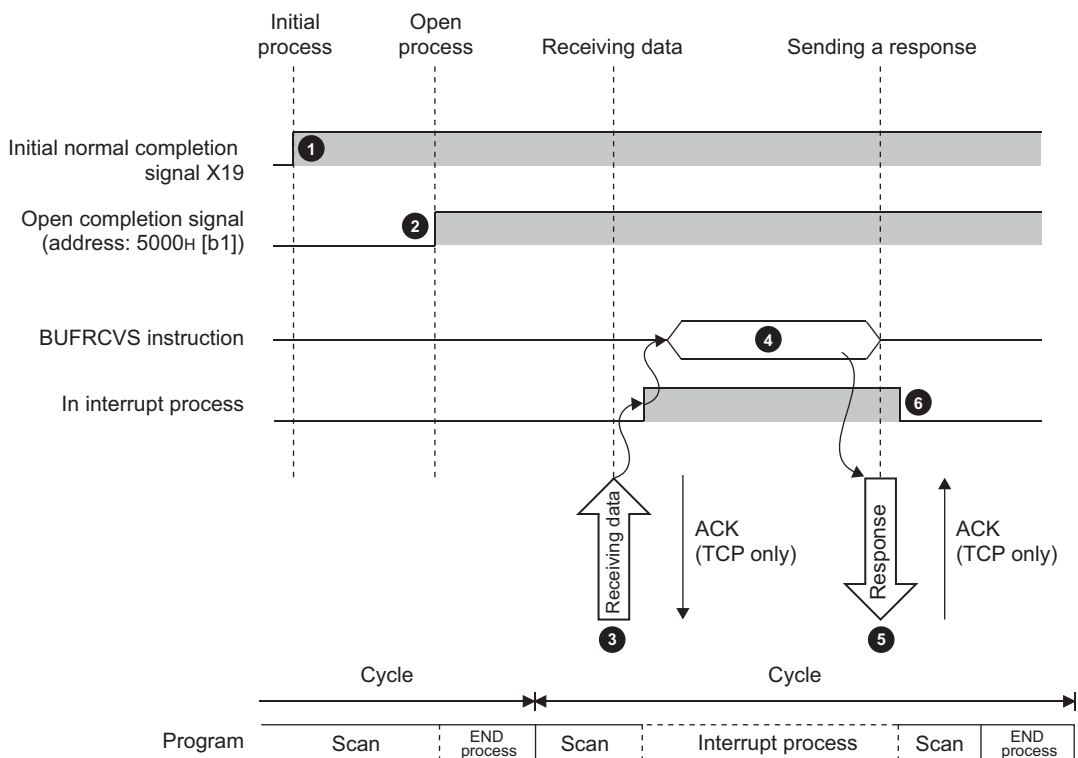 Initial
process
Open
process
Receiving data
Sending a response
Initial normal completion
signal X19
1
Open completion signal
(address: 5000H [b1])
2
BUFRCVS instruction
4
In interrupt process
6
Receiving data
ACK
(TCP only)
Response
ACK
(TCP only)
3
5
Cycle
Cycle
Program
Scan
END
process
Scan
Interrupt process
Scan
END
process